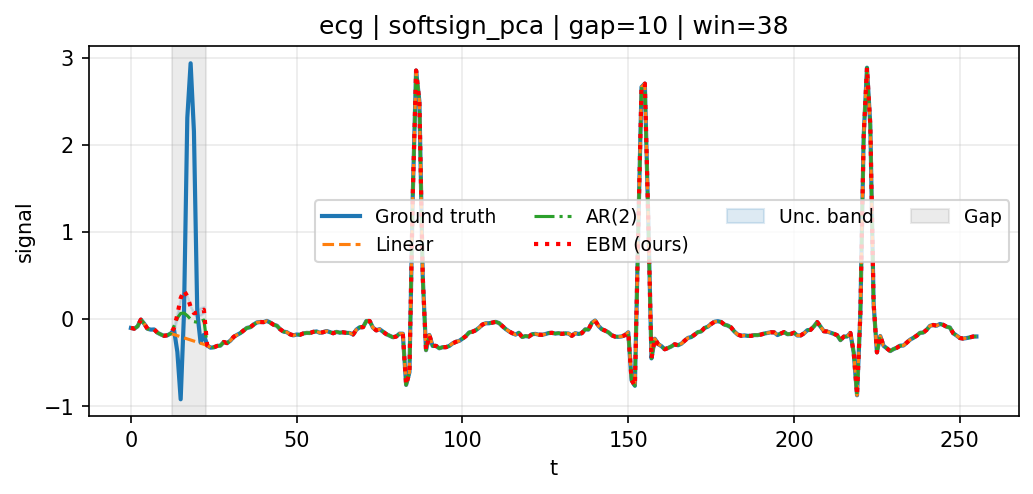 ecg | softsign_pca | gap=10 | win=38
3
2
1
0
−1
signal
Ground truth
Linear
AR(2)
EBM (ours)
Unc. band
Gap
0
50
100
150
200
250
t